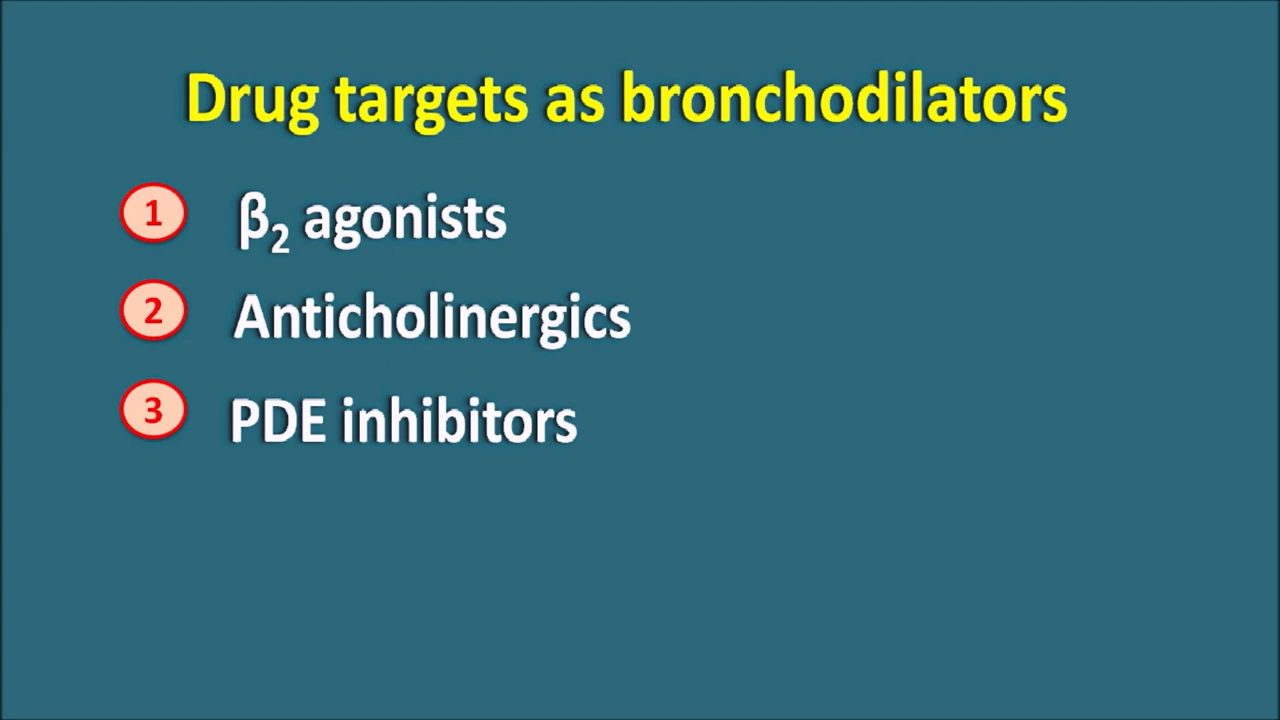 Drug targets as bronchodilators
1 β₂ agonists
2 Anticholinergics
3 PDE inhibitors